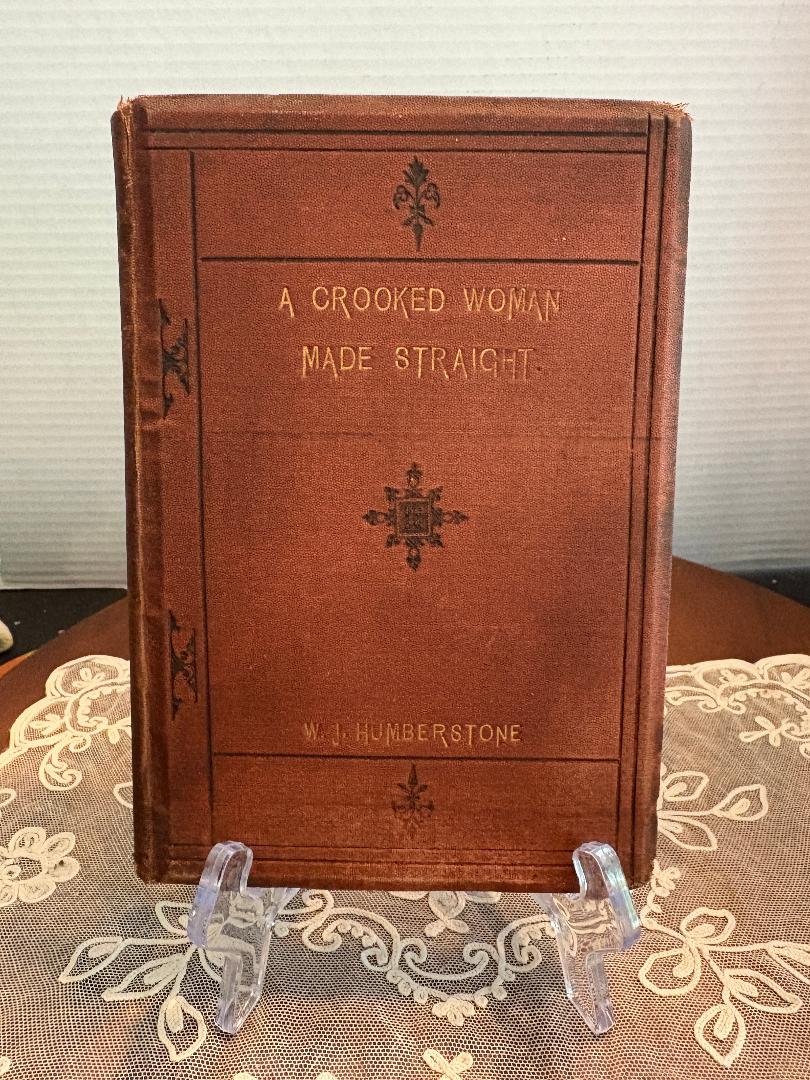 A CROOKED WOMAN
MADE STRAIGHT.
W. J. HUMBERSTONE